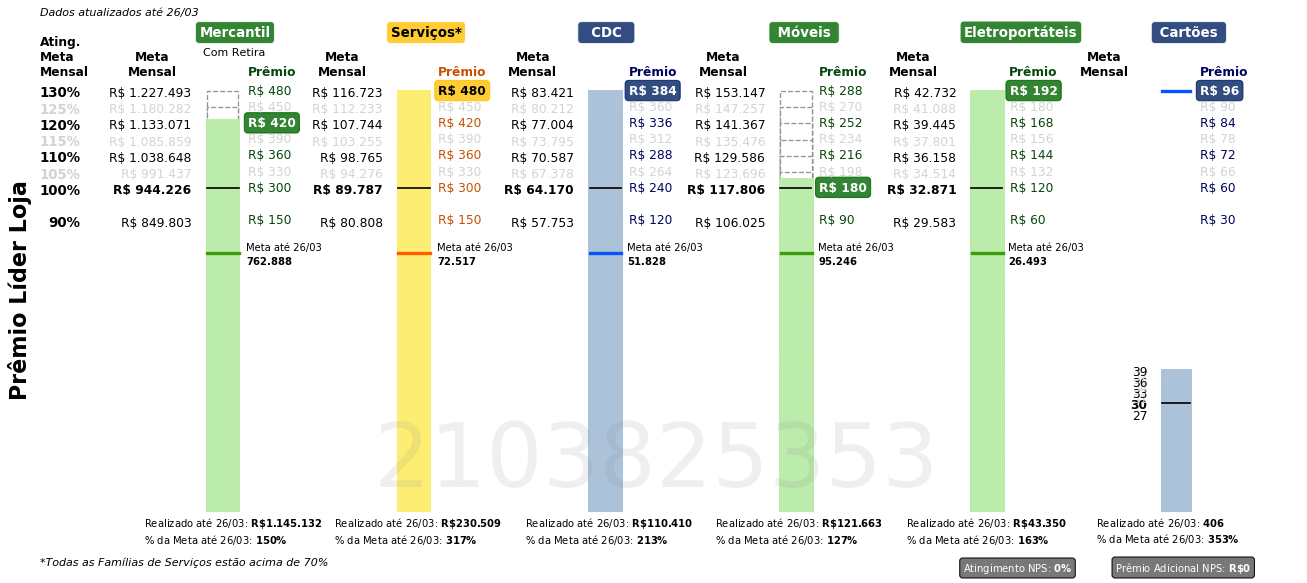 Dados atualizados até 26/03
Mercantil Serviços* CDC Móveis Eletroportáteis Cartões
Com Retira
Ating. Meta Mensal
Meta Mensal Prêmio Meta Mensal Prêmio Meta Mensal Prêmio Meta Mensal Prêmio Meta Mensal Prêmio Meta Mensal Prêmio
130% R$ 1.227.493 R$ 480 R$ 116.723 R$ 480 R$ 83.421 R$ 384 R$ 153.147 R$ 288 R$ 42.732 R$ 192 R$ 96
125% R$ 1.180.282 R$ 450 R$ 112.233 R$ 450 R$ 80.212 R$ 360 R$ 147.257 R$ 270 R$ 41.088 R$ 180 R$ 90
120% R$ 1.133.071 R$ 420 R$ 107.744 R$ 420 R$ 77.004 R$ 336 R$ 141.367 R$ 252 R$ 39.445 R$ 168 R$ 84
115% R$ 1.085.859 R$ 390 R$ 103.255 R$ 390 R$ 73.795 R$ 312 R$ 135.476 R$ 234 R$ 37.801 R$ 156 R$ 78
110% R$ 1.038.648 R$ 360 R$ 98.765 R$ 360 R$ 70.587 R$ 288 R$ 129.586 R$ 216 R$ 36.158 R$ 144 R$ 72
105% R$ 991.437 R$ 330 R$ 94.276 R$ 330 R$ 67.378 R$ 264 R$ 123.696 R$ 198 R$ 34.514 R$ 132 R$ 66
100% R$ 944.226 R$ 300 R$ 89.787 R$ 300 R$ 64.170 R$ 240 R$ 117.806 R$ 180 R$ 32.871 R$ 120 R$ 60
90% R$ 849.803 R$ 150 R$ 80.808 R$ 150 R$ 57.753 R$ 120 R$ 106.025 R$ 90 R$ 29.583 R$ 60 R$ 30
Meta até 26/03 Meta até 26/03 Meta até 26/03 Meta até 26/03 Meta até 26/03
762.888 72.517 51.828 95.246 26.493
Prêmio Líder Loja
39
36
33
30
27
2103825353
Realizado até 26/03: R$1.145.132 Realizado até 26/03: R$230.509 Realizado até 26/03: R$110.410 Realizado até 26/03: R$121.663 Realizado até 26/03: R$43.350 Realizado até 26/03: 406
% da Meta até 26/03: 150% % da Meta até 26/03: 317% % da Meta até 26/03: 213% % da Meta até 26/03: 127% % da Meta até 26/03: 163% % da Meta até 26/03: 353%
*Todas as Famílias de Serviços estão acima de 70%
Atingimento NPS: 0% Prêmio Adicional NPS: R$0